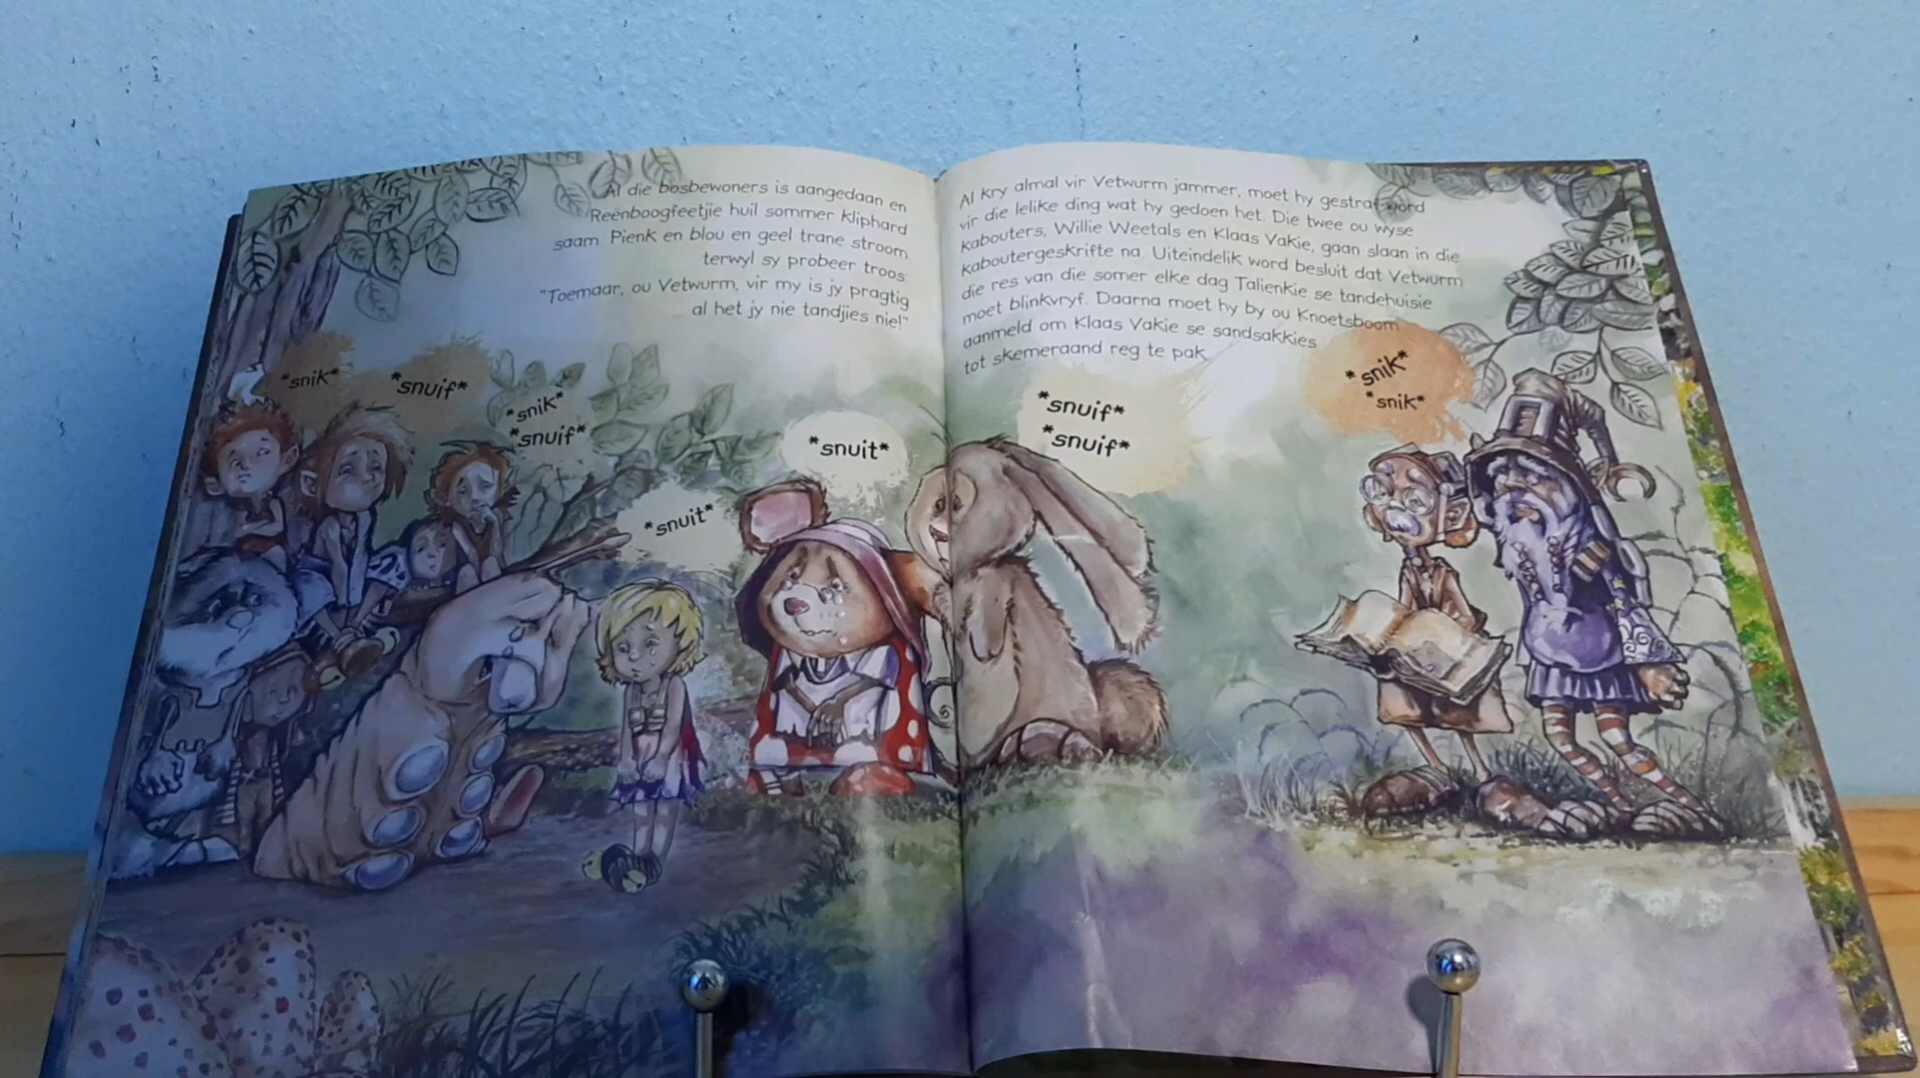 Al die bosbewoners is aangedaan en
Reënboogfeetjie huil sommer kliphard
saam. Pienk en blou en geel trane stroom
terwyl sy probeer troos:
"Toemaar, ou Vetwurm, vir my is jy pragtig
al het jy nie tandjies nie!"
*snik*
*snuif*
*snik*
*snuif*
*snuit*
*snuit*
Al kry almal vir Vetwurm jammer, moet hy gestraf word
vir die lelike ding wat hy gedoen het. Die twee ou wyse
kabouters, Willie Weetals en Klaas Vakie, gaan slaan in die
kaboutergeskrifte na. Uiteindelik word besluit dat Vetwurm
die res van die somer elke dag Talienkie se tandehuisie
moet blinkvryf. Daarna moet hy by ou Knoetsboom
aanmeld om Klaas Vakie se sandsakkies
tot skemeraand reg te pak.
*snuif*
*snuif*
*snik*
*snik*